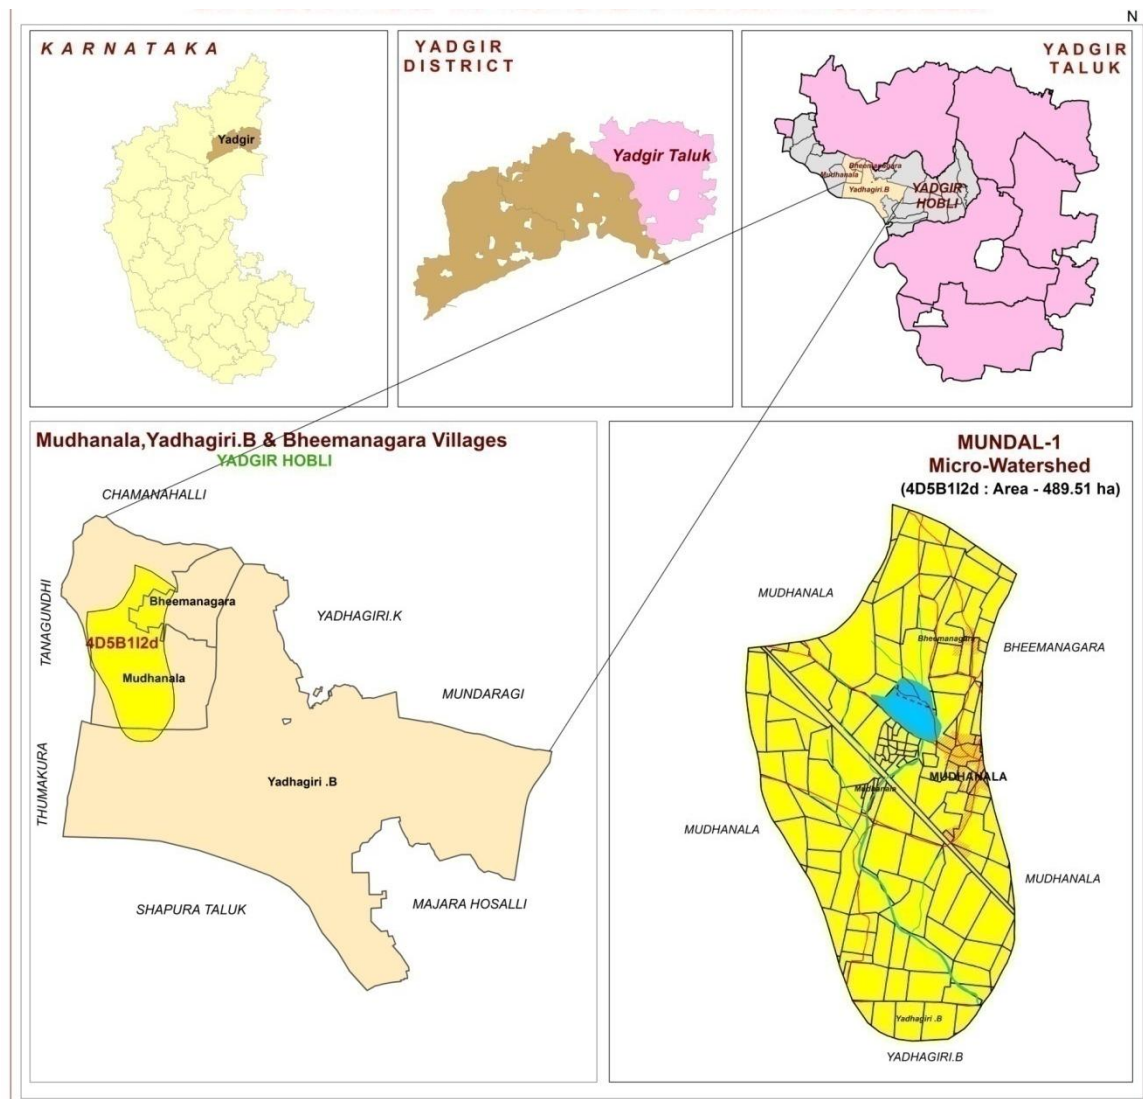 N
KARNATAKA
Yadgir
YADGIR
DISTRICT
Yadgir Taluk
YADGIR
TALUK
Bheemanagara
Mudhanala
Yadhagiri.B
YADGIR
HOBLI
Mudhanala,Yadhagiri.B & Bheemanagara Villages
YADGIR HOBLI
CHAMANAHALLI
TANAGUNDHI
Bheemanagara
4D5B1I2d
Mudhanala
YADHAGIRI.K
MUNDARAGI
THUMAKURA
Yadhagiri .B
SHAPURA TALUK
MAJARA HOSALLI
MUNDAL-1
Micro-Watershed
(4D5B1I2d : Area - 489.51 ha)
MUDHANALA
Bheemanagara
BHEEMANAGARA
MUDHANALA
Mudhanala
MUDHANALA
MUDHANALA
Yadhagiri .B
YADHAGIRI.B